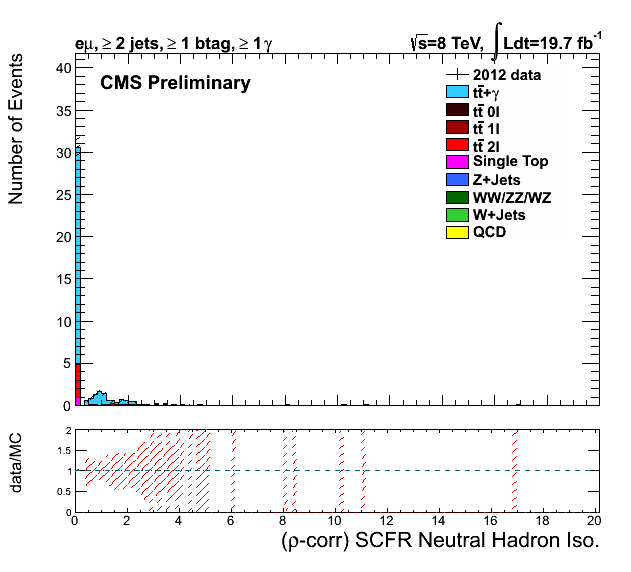 eμ, ≥ 2 jets, ≥ 1 btag, ≥ 1 γ
√s=8 TeV, ∫ Ldt=19.7 fb⁻¹
CMS Preliminary
2012 data
tt̄+γ
tt̄ 0l
tt̄ 1l
tt̄ 2l
Single Top
Z+Jets
WW/ZZ/WZ
W+Jets
QCD
Number of Events
40
35
30
25
20
15
10
5
0
data/MC
2
1.5
1
0.5
0
0 2 4 6 8 10 12 14 16 18 20
(ρ-corr) SCFR Neutral Hadron Iso.